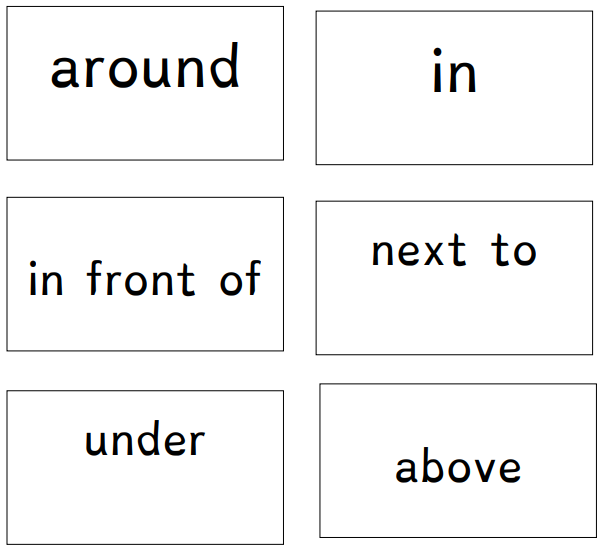 around
in
in front of
next to
under
above